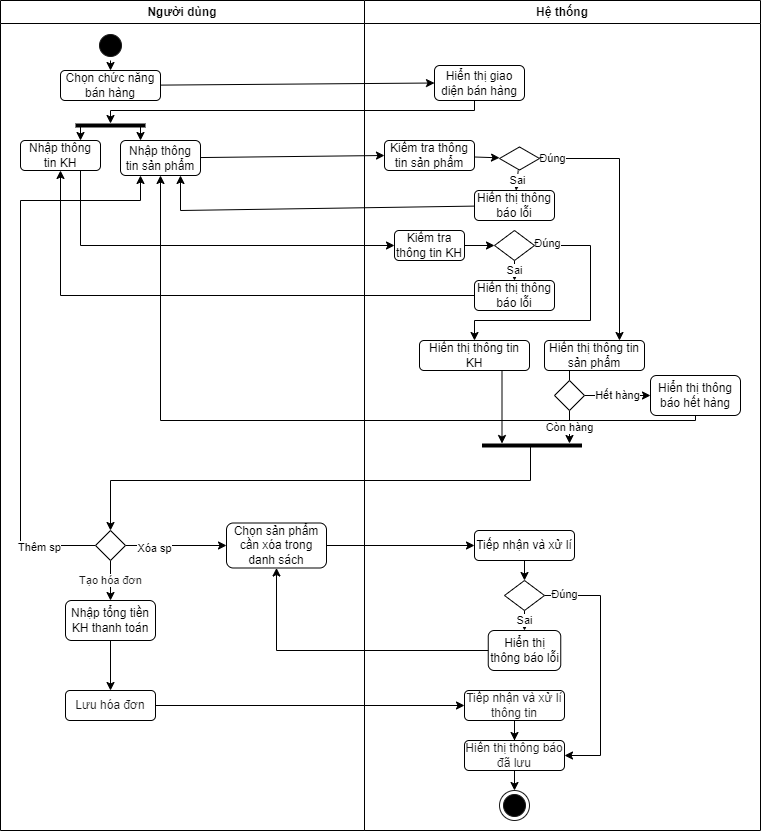 Người dùng
Hệ thống
Chọn chức năng
bán hàng
Hiển thị giao
diện bán hàng
Nhập thông
tin KH
Nhập thông
tin sản phẩm
Kiểm tra thông
tin sản phẩm
Đúng
Sai
Hiển thị thông
báo lỗi
Kiểm tra
thông tin KH
Đúng
Sai
Hiển thị thông
báo lỗi
Hiển thị thông tin
KH
Hiển thị thông tin
sản phẩm
Hết hàng
Hiển thị thông
báo hết hàng
Còn hàng
Thêm sp
Xóa sp
Chọn sản phẩm
cần xóa trong
danh sách
Tiếp nhận và xử lí
Tạo hóa đơn
Đúng
Sai
Nhập tổng tiền
KH thanh toán
Hiển thị
thông báo lỗi
Lưu hóa đơn
Tiếp nhận và xử lí
thông tin
Hiển thị thông báo
đã lưu